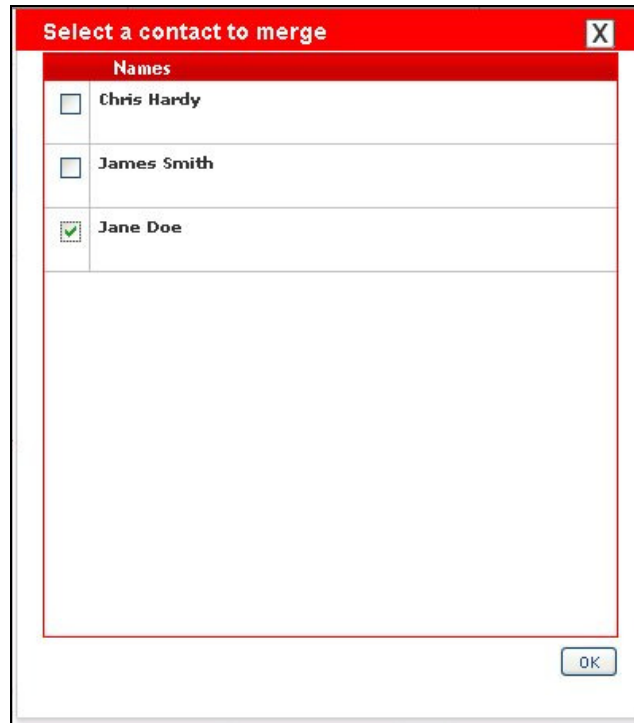 Select a contact to merge X
Names
Chris Hardy
James Smith
Jane Doe
OK